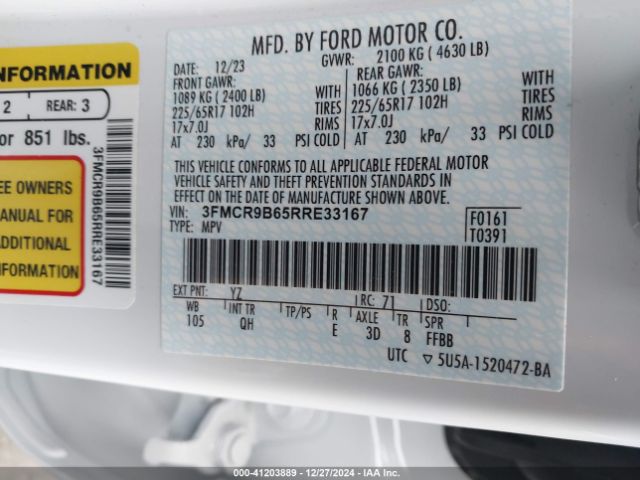 INFORMATION
2 REAR: 3
or 851 lbs.
EE OWNERS
MANUAL FOR
ADDITIONAL
INFORMATION
3FMCR9B65RRE33167
MFD. BY FORD MOTOR CO.
DATE: 12/23 GVWR: 2100 KG ( 4630 LB)
FRONT GAWR: REAR GAWR:
1089 KG ( 2400 LB) WITH 1066 KG ( 2350 LB) WITH
225/65R17 102H TIRES 225/65R17 102H TIRES
17x7.0J RIMS 17x7.0J RIMS
AT 230 kPa/ 33 PSI COLD AT 230 kPa/ 33 PSI COLD
THIS VEHICLE CONFORMS TO ALL APPLICABLE FEDERAL MOTOR
VEHICLE SAFETY AND THEFT PREVENTION STANDARDS IN
EFFECT ON THE DATE OF MANUFACTURE SHOWN ABOVE.
VIN: 3FMCR9B65RRE33167 F0161
TYPE: MPV T0391
EXT PNT: YZ RC: 71 DSO:
WB INT TR TP/PS R AXLE TR SPR
105 QH E 3D 8 FFBB
UTC ▽ 5U5A-1520472-BA
000-41203889 - 12/27/2024 - IAA Inc.